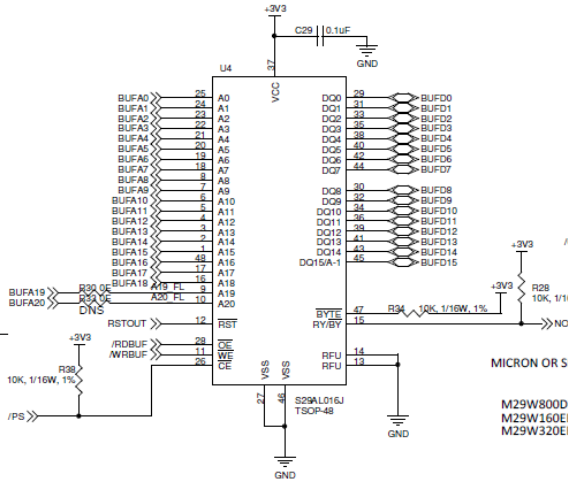 +3V3
C29 0.1uF
GND
U4
37
VCC
BUFA0 25 A0 DQ0 29 BUFD0
BUFA1 24 A1 DQ1 31 BUFD1
BUFA2 23 A2 DQ2 33 BUFD2
BUFA3 22 A3 DQ3 35 BUFD3
BUFA4 21 A4 DQ4 38 BUFD4
BUFA5 20 A5 DQ5 40 BUFD5
BUFA6 19 A6 DQ6 42 BUFD6
BUFA7 18 A7 DQ7 44 BUFD7
BUFA8 8 A8
BUFA9 7 A9 DQ8 30 BUFD8
BUFA10 6 A10 DQ9 32 BUFD9
BUFA11 5 A11 DQ10 34 BUFD10
BUFA12 4 A12 DQ11 36 BUFD11
BUFA13 3 A13 DQ12 39 BUFD12
BUFA14 2 A14 DQ13 41 BUFD13
BUFA15 1 A15 DQ14 43 BUFD14
BUFA16 48 A16 DQ15/A-1 45 BUFD15
BUFA17 17 A17
BUFA18 16 A18
BUFA19 R30 0E A19_FL 9 A19
BUFA20 R33 0E A20_FL 10 A20
DNS
+3V3
R28
10K, 1/1
+3V3
BYTE 47 R34 10K, 1/16W, 1%
RSTOUT 12 RST RY/BY 15 NO
/RDBUF 28 OE
/WRBUF 11 WE RFU 14
26 CE RFU 13
+3V3
R38
10K, 1/16W, 1%
/PS
VSS VSS
27 46
S29AL016J
TSOP-48
GND
GND
MICRON OR S
M29W800D
M29W160E
M29W320E